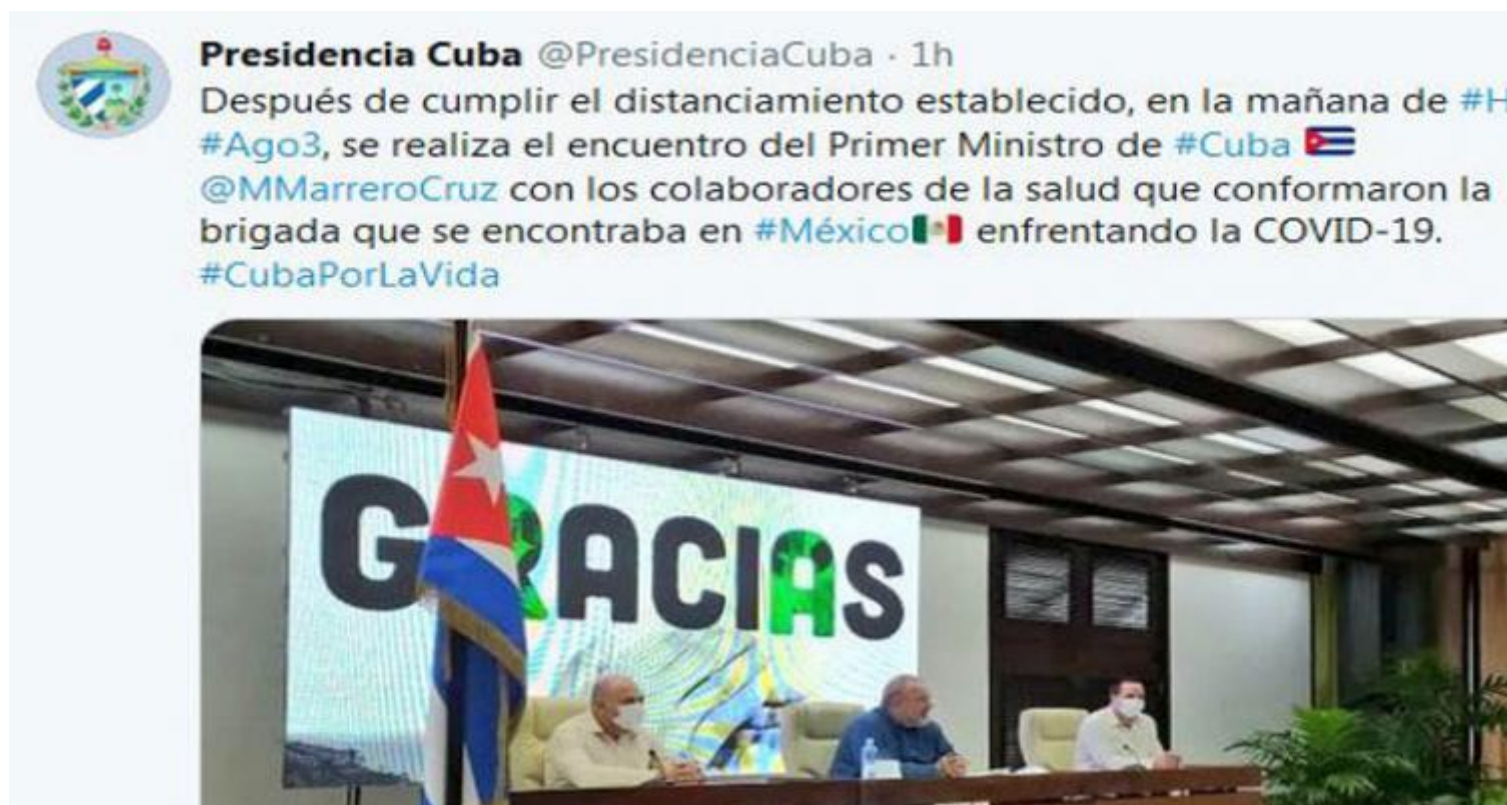 Presidencia Cuba @PresidenciaCuba · 1h
Después de cumplir el distanciamiento establecido, en la mañana de
#Ago3, se realiza el encuentro del Primer Ministro de #Cuba 🇨🇺
@MMarreroCruz con los colaboradores de la salud que conformaron la
brigada que se encontraba en #México🇲🇽 enfrentando la COVID-19.
#CubaPorLaVida
GRACIAS